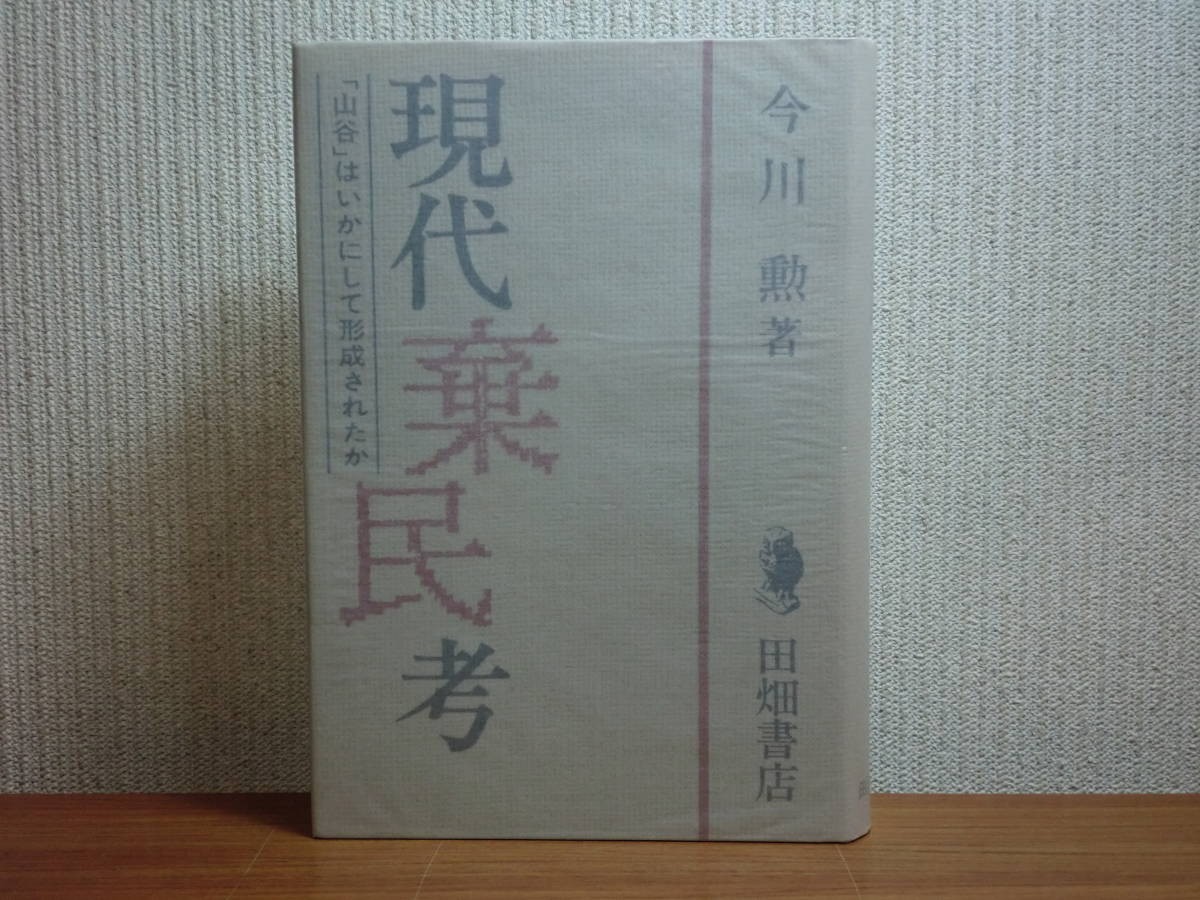 今川 勲著
田畑書店
現代棄民考
「山谷」はいかにして形成されたか